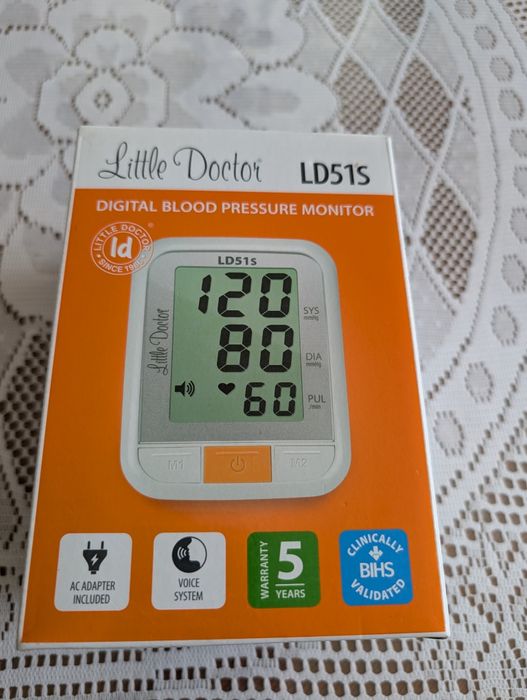 Little Doctor® LD51S
DIGITAL BLOOD PRESSURE MONITOR
LITTLE DOCTOR
ld
SINCE 1989
®
LD51s
Little Doctor
120 SYS
mmHg
80 DIA
mmHg
60 PUL
/min
M1 M2
AC ADAPTER
INCLUDED
VOICE
SYSTEM
WARRANTY
5
YEARS
CLINICALLY
BIHS
VALIDATED